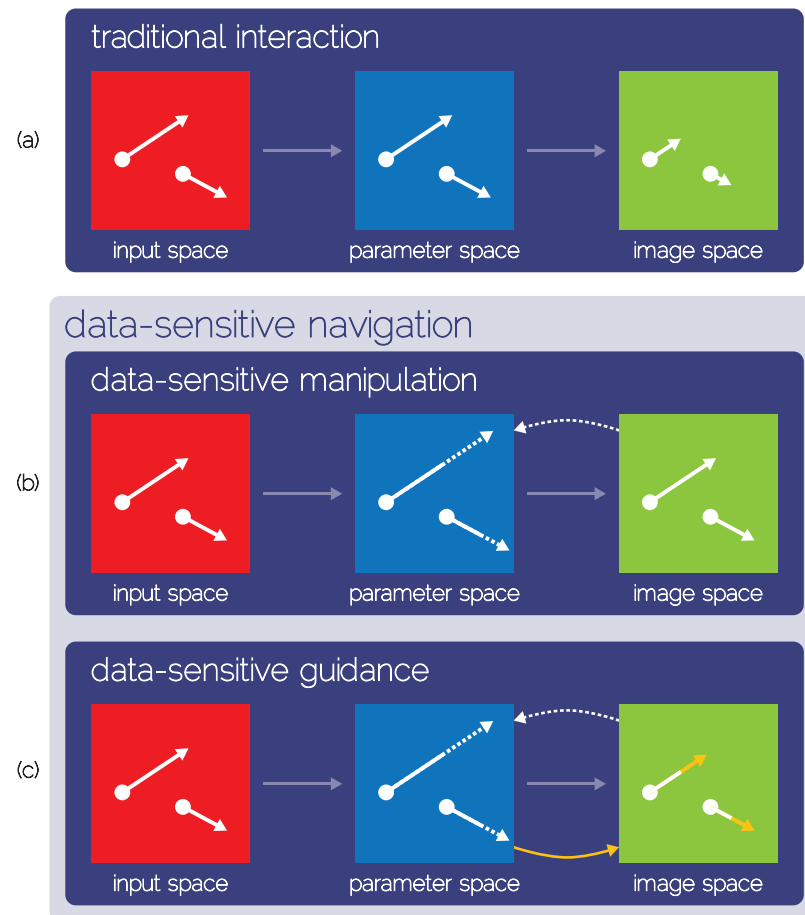 traditional interaction
(a)
input space
parameter space
image space
data-sensitive navigation
data-sensitive manipulation
(b)
input space
parameter space
image space
data-sensitive guidance
(c)
input space
parameter space
image space